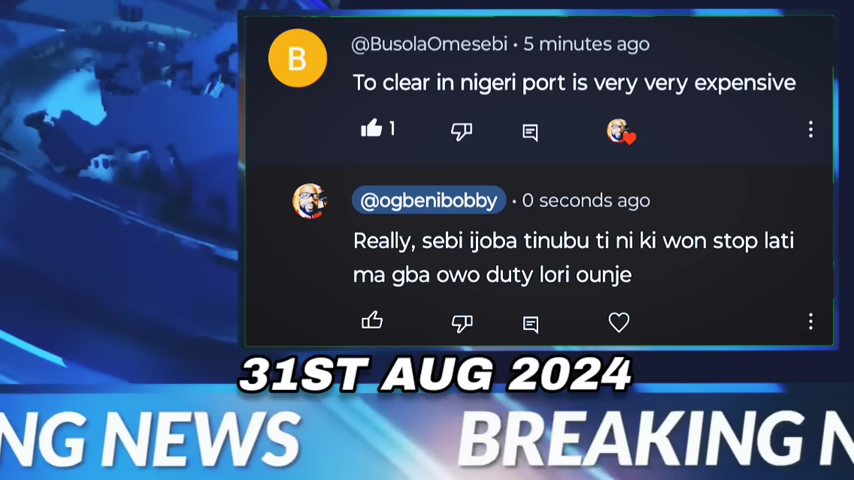 B
@BusolaOmesebi · 5 minutes ago
To clear in nigeri port is very very expensive
1
@ogbenibobby · 0 seconds ago
Really, sebi ijoba tinubu ti ni ki won stop lati
ma gba owo duty lori ounje
31ST AUG 2024
NG NEWS BREAKING N